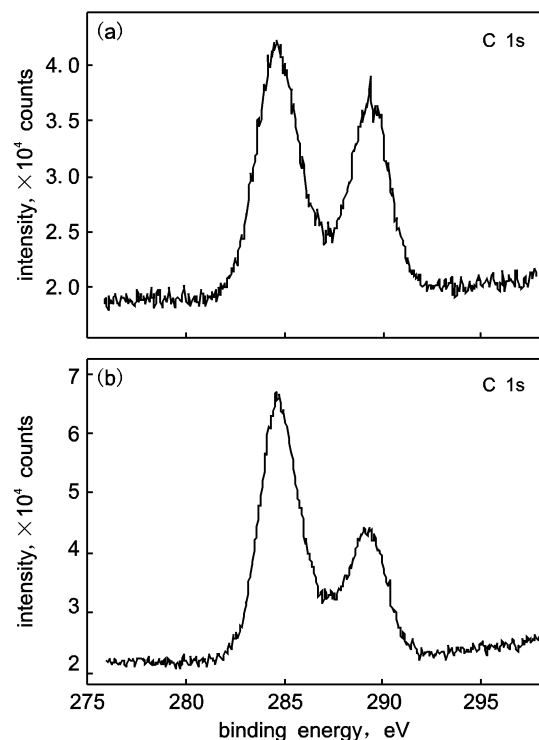 (a) C 1s
4.0
3.5
3.0
2.5
2.0
intensity, ×10⁴ counts
(b) C 1s
7
6
5
4
3
2
intensity, ×10⁴ counts
275 280 285 290 295
binding energy, eV